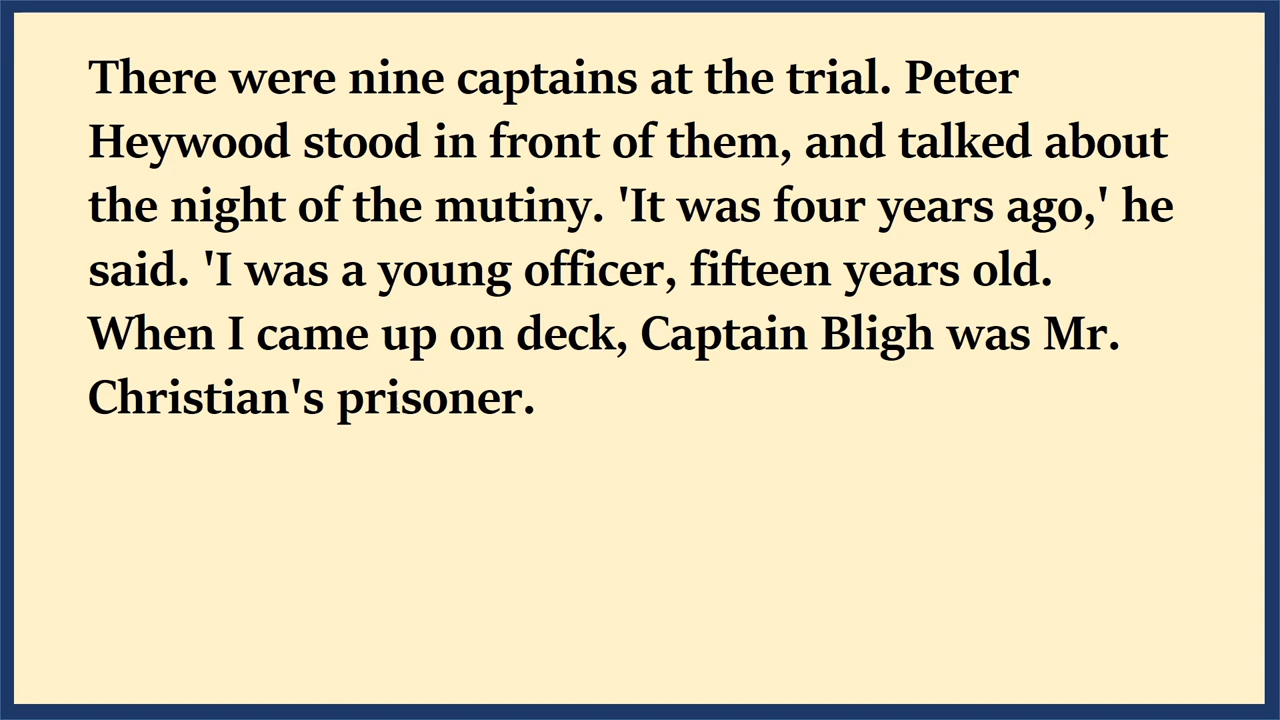 There were nine captains at the trial. Peter
Heywood stood in front of them, and talked about
the night of the mutiny. 'It was four years ago,' he
said. 'I was a young officer, fifteen years old.
When I came up on deck, Captain Bligh was Mr.
Christian's prisoner.